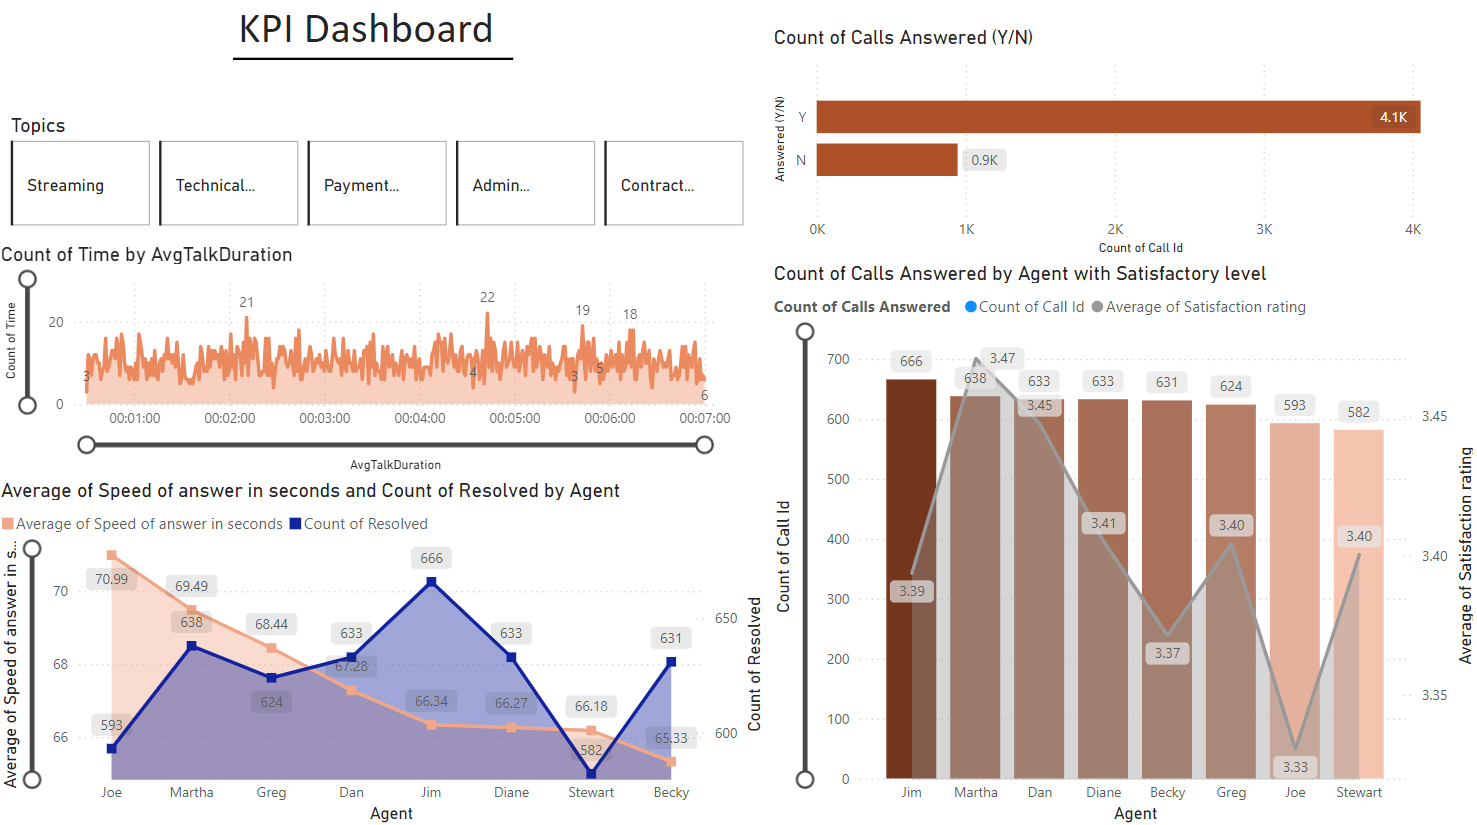 KPI Dashboard
Topics
Streaming
Technical...
Payment...
Admin...
Contract...
Count of Time by AvgTalkDuration
Count of Time
20
0
3
21
4
22
3
19
5
18
6
00:01:00 00:02:00 00:03:00 00:04:00 00:05:00 00:06:00 00:07:00
AvgTalkDuration
Average of Speed of answer in seconds and Count of Resolved by Agent
Average of Speed of answer in seconds Count of Resolved
Average of Speed of answer in s...
70
68
66
70.99 69.49 68.44 67.28 66.34 66.27 66.18 65.33
593 638 624 633 666 633 582 631
650
600
Count of Resolved
Joe Martha Greg Dan Jim Diane Stewart Becky
Agent
Count of Calls Answered (Y/N)
Answered (Y/N)
Y 4.1K
N 0.9K
0K 1K 2K 3K 4K
Count of Call Id
Count of Calls Answered by Agent with Satisfactory level
Count of Calls Answered Count of Call Id Average of Satisfaction rating
Count of Call Id
700
600
500
400
300
200
100
0
666 638 633 633 631 624 593 582
3.39 3.47 3.45 3.41 3.37 3.40 3.33 3.40
3.45
3.40
3.35
Average of Satisfaction rating
Jim Martha Dan Diane Becky Greg Joe Stewart
Agent